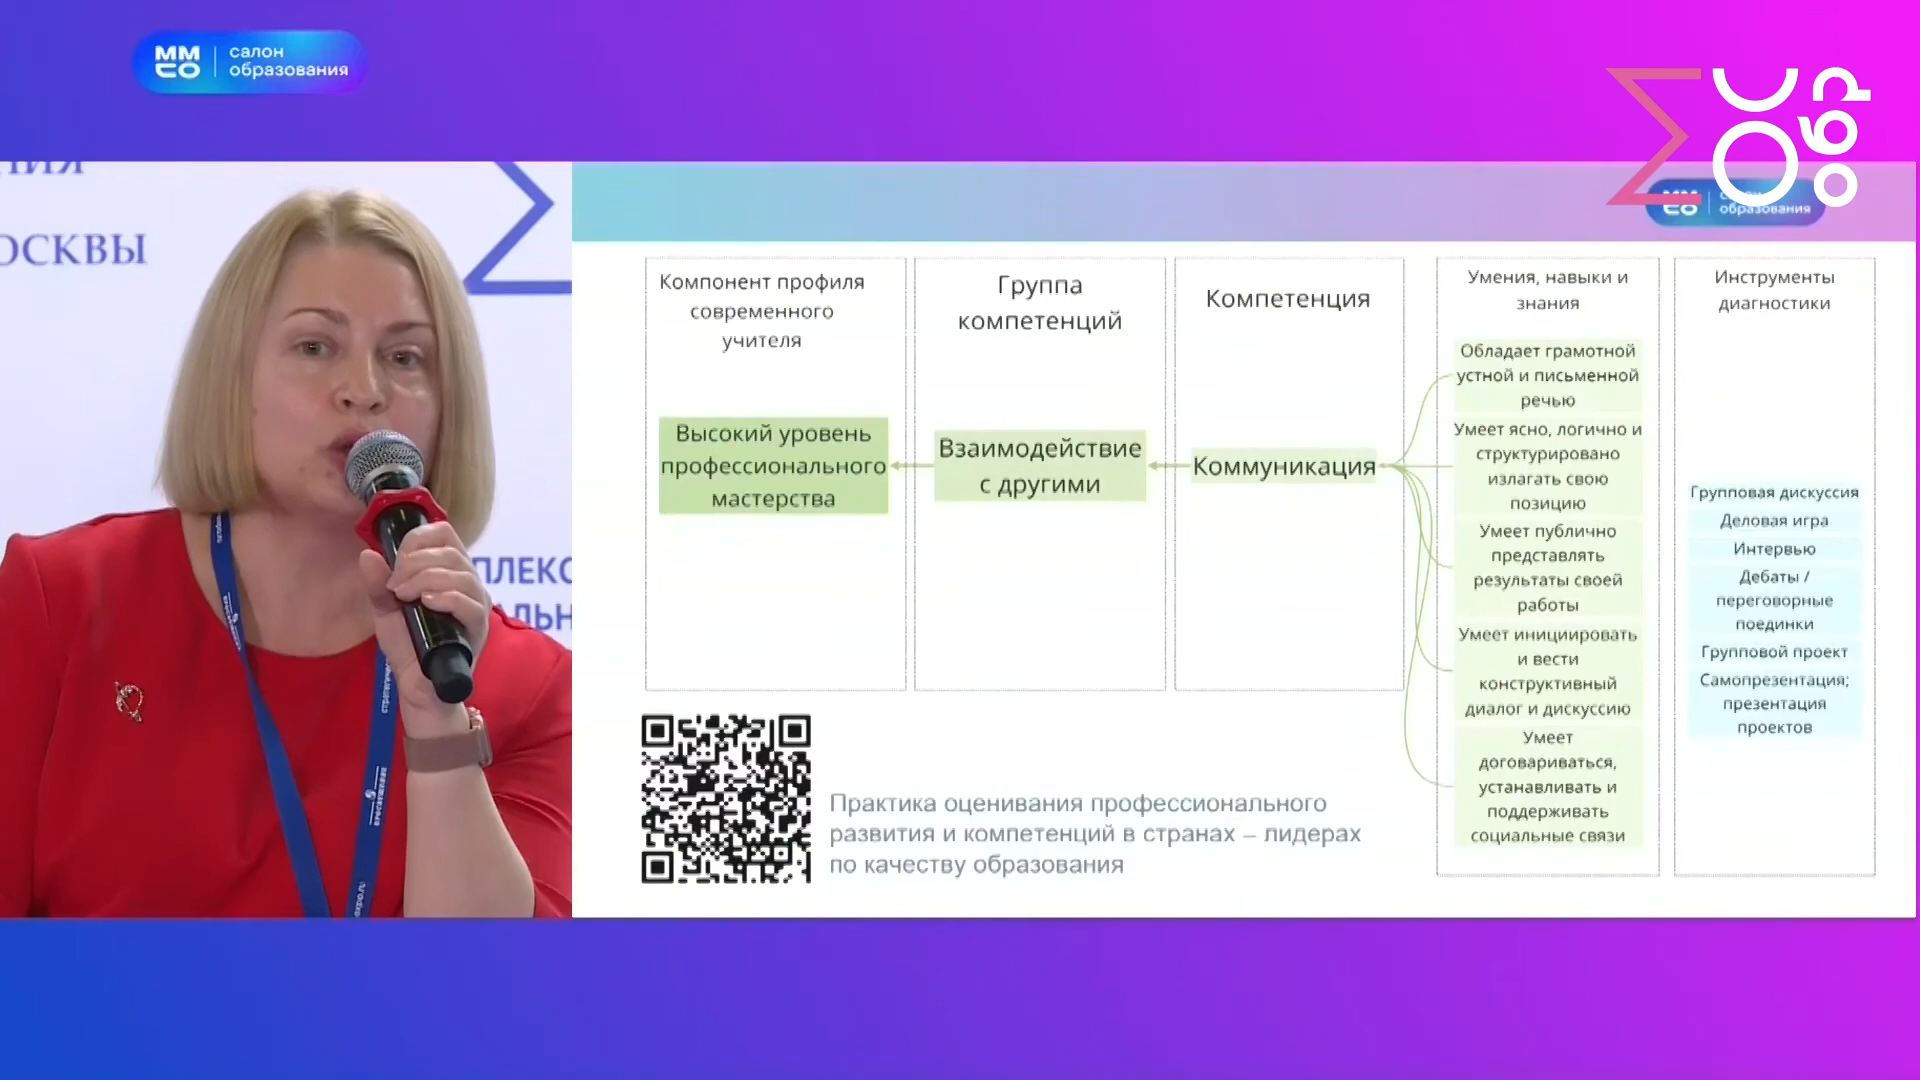 ММ
СО
салон
образования
ОСКВЫ
ПЛЕКС
обр
образования
Компонент профиля
современного
учителя
Высокий уровень
профессионального
мастерства
Группа
компетенций
Взаимодействие
с другими
Компетенция
Коммуникация
Умения, навыки и
знания
Обладает грамотной
устной и письменной
речью
Умеет ясно, логично и
структурировано
излагать свою
позицию
Умеет публично
представлять
результаты своей
работы
Умеет инициировать
и вести
конструктивный
диалог и дискуссию
Умеет
договариваться,
устанавливать и
поддерживать
социальные связи
Инструменты
диагностики
Групповая дискуссия
Деловая игра
Интервью
Дебаты /
переговорные
поединки
Групповой проект
Самопрезентация;
презентация
проектов
Практика оценивания профессионального
развития и компетенций в странах – лидерах
по качеству образования